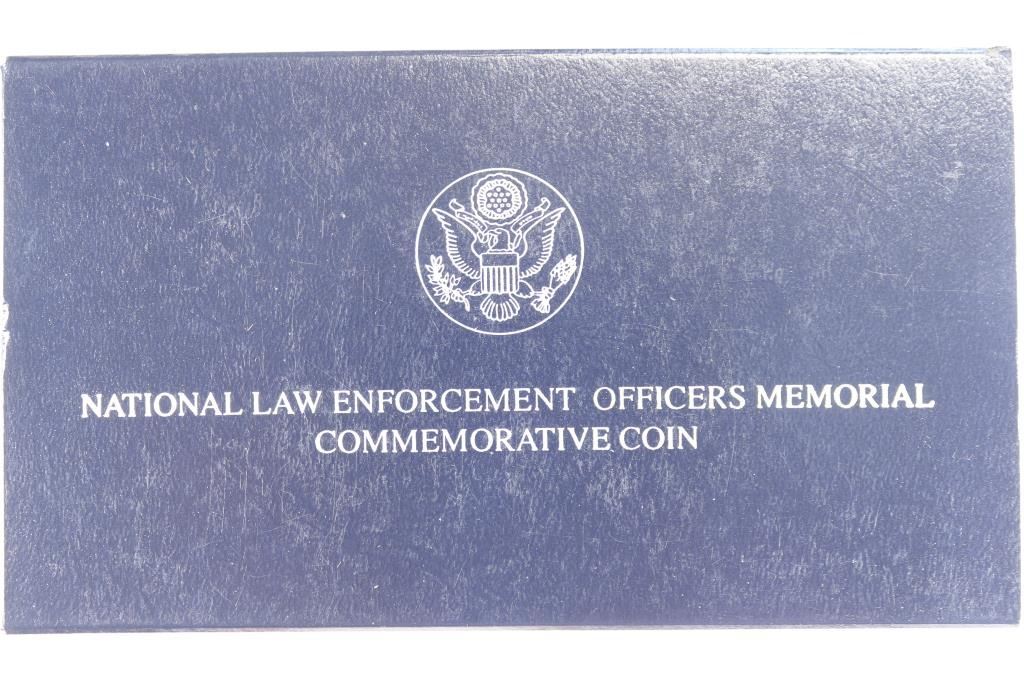 NATIONAL LAW ENFORCEMENT OFFICERS MEMORIAL
COMMEMORATIVE COIN